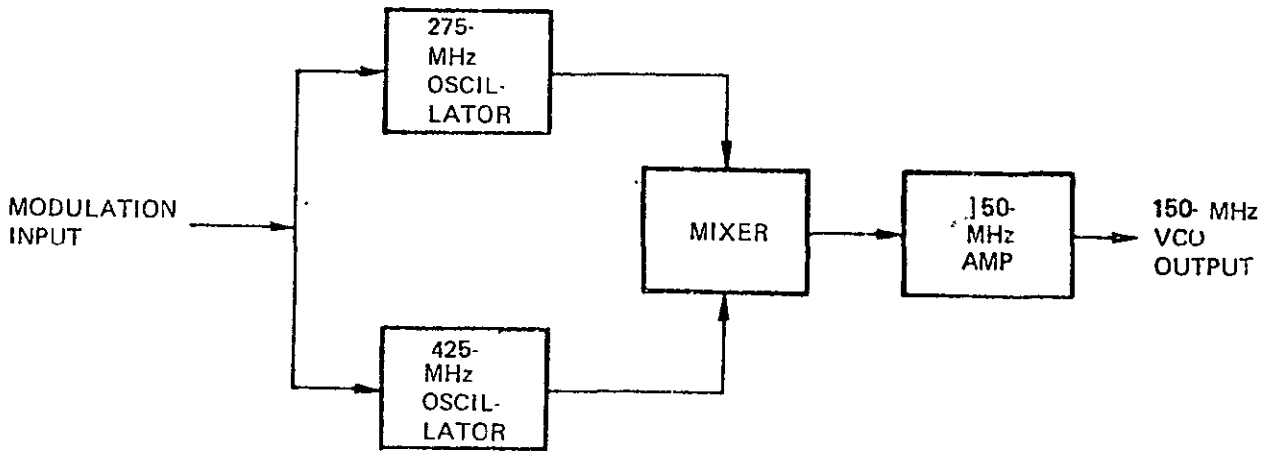 275-
MHz
OSCIL-
LATOR
MODULATION
INPUT
MIXER
150-
MHz
AMP
150- MHz
VCO
OUTPUT
425-
MHz
OSCIL-
LATOR